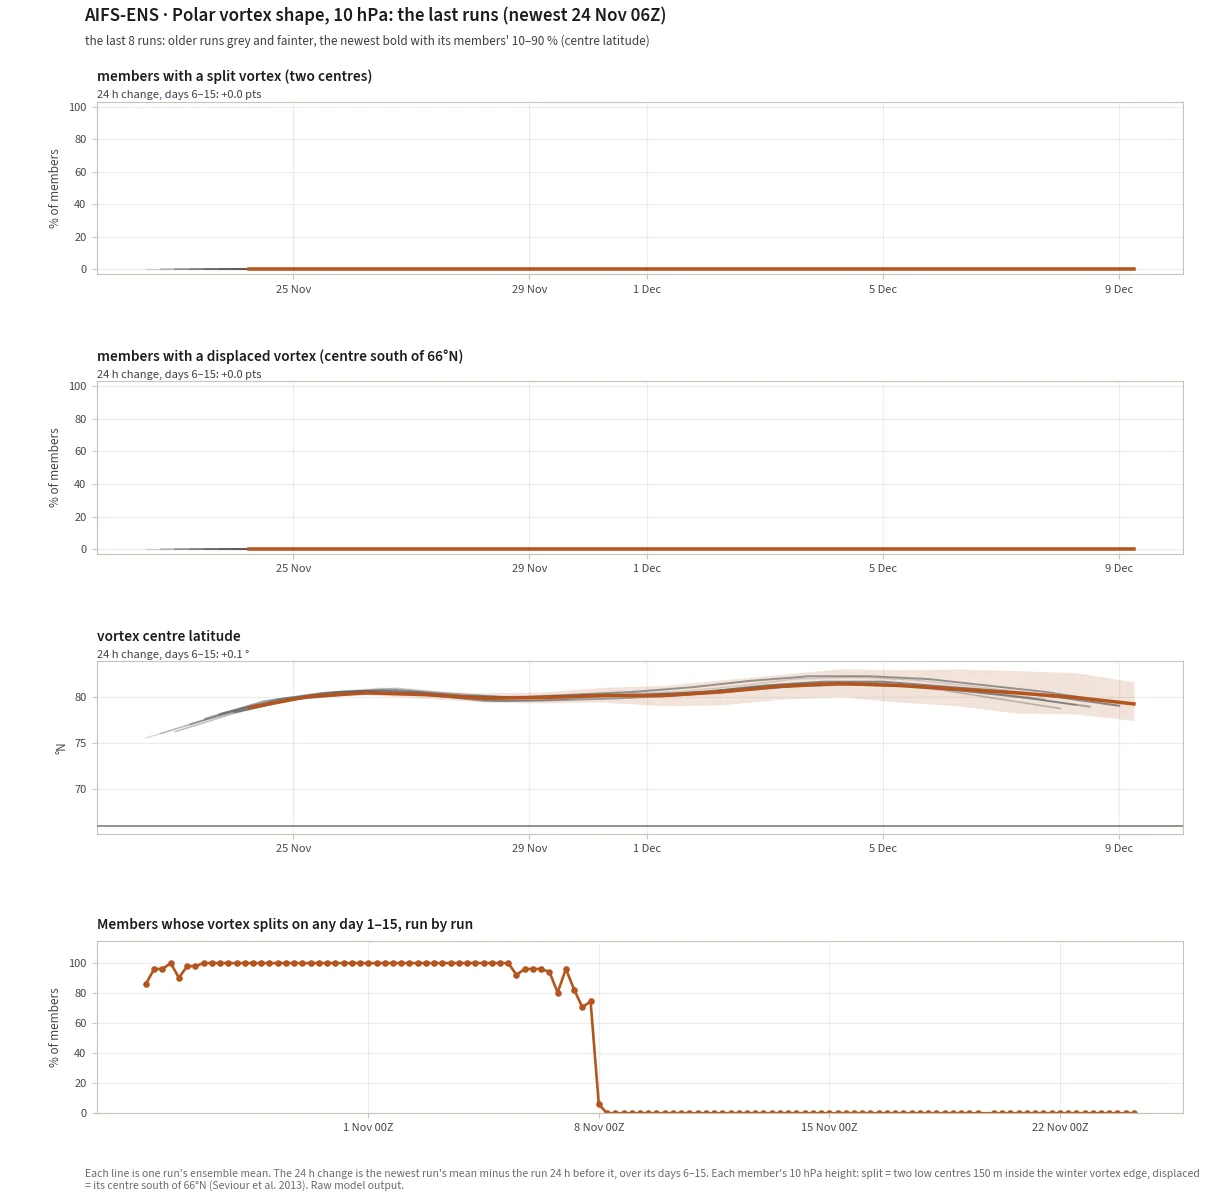 AIFS-ENS · Polar vortex shape, 10 hPa: the last runs (newest 24 Nov 06Z)
the last 8 runs: older runs grey and fainter, the newest bold with its members' 10–90 % (centre latitude)
members with a split vortex (two centres)
24 h change, days 6–15: +0.0 pts
100
80
60
40
20
0
% of members
25 Nov
29 Nov
1 Dec
5 Dec
9 Dec
members with a displaced vortex (centre south of 66°N)
24 h change, days 6–15: +0.0 pts
100
80
60
40
20
0
% of members
25 Nov
29 Nov
1 Dec
5 Dec
9 Dec
vortex centre latitude
24 h change, days 6–15: +0.1 °
80
75
70
°N
25 Nov
29 Nov
1 Dec
5 Dec
9 Dec
Members whose vortex splits on any day 1–15, run by run
100
80
60
40
20
0
% of members
1 Nov 00Z
8 Nov 00Z
15 Nov 00Z
22 Nov 00Z
Each line is one run's ensemble mean. The 24 h change is the newest run's mean minus the run 24 h before it, over its days 6–15. Each member's 10 hPa height: split = two low centres 150 m inside the winter vortex edge, displaced
= its centre south of 66°N (Seviour et al. 2013). Raw model output.